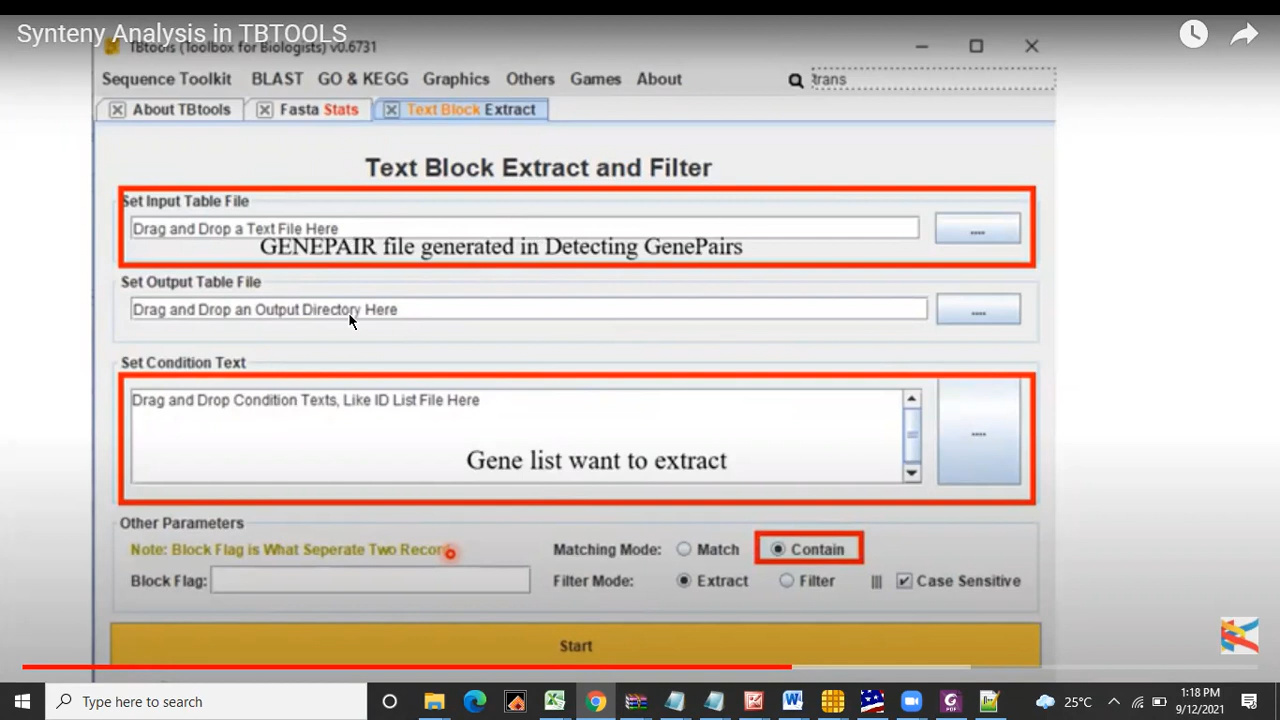 Synteny Analysis in TBTOOLS
TBtools (Toolbox for Biologists) v0.6731
Sequence Toolkit BLAST GO & KEGG Graphics Others Games About trans
About TBtools Fasta Stats Text Block Extract
Text Block Extract and Filter
Set Input Table File
Drag and Drop a Text File Here ....
GENEPAIR file generated in Detecting GenePairs
Set Output Table File
Drag and Drop an Output Directory Here ....
Set Condition Text
Drag and Drop Condition Texts, Like ID List File Here
....
Gene list want to extract
Other Parameters
Note: Block Flag is What Seperate Two Recor Matching Mode: Match Contain
Block Flag: Filter Mode: Extract Filter ||| Case Sensitive
Start
Type here to search 25°C 1:18 PM
9/12/2021